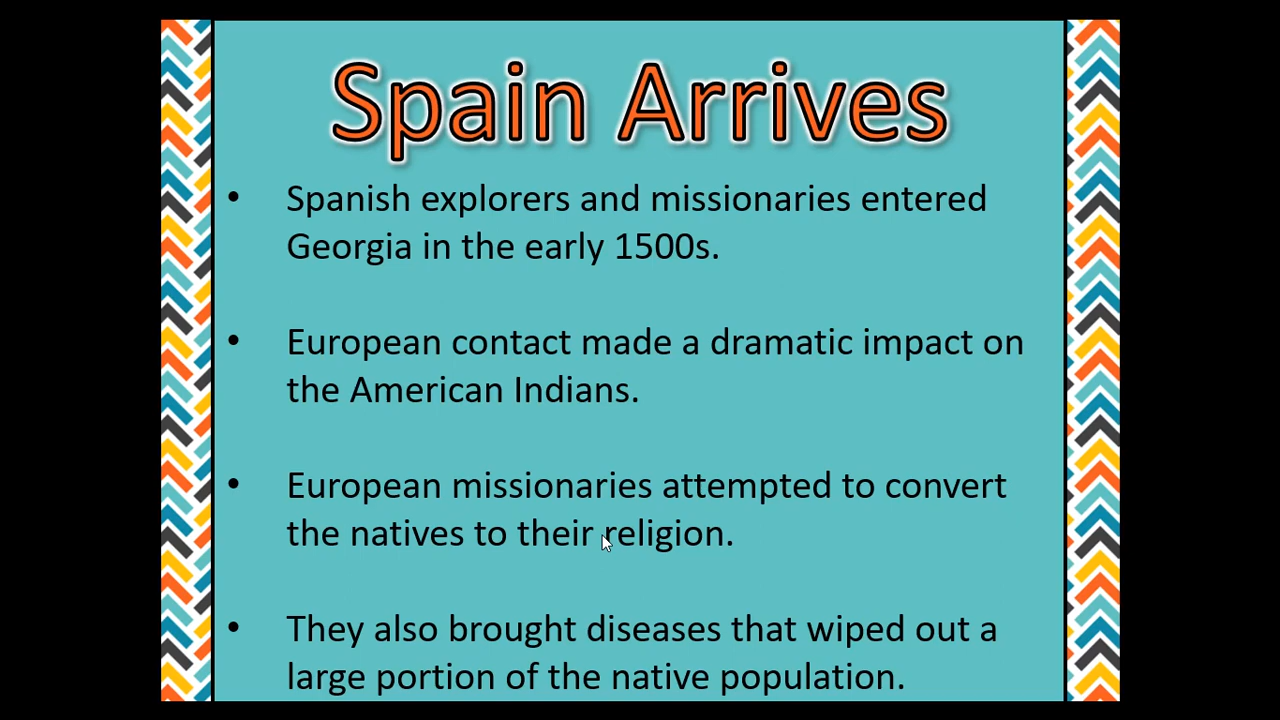 Spain Arrives
• Spanish explorers and missionaries entered
Georgia in the early 1500s.
• European contact made a dramatic impact on
the American Indians.
• European missionaries attempted to convert
the natives to their religion.
• They also brought diseases that wiped out a
large portion of the native population.